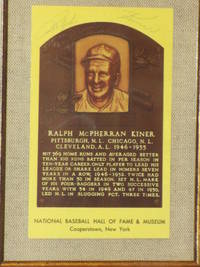 RALPH McPHERRAN KINER
PITTSBURGH, N.L. CHICAGO, N.L.
CLEVELAND, A.L. 1946-1955
HIT 369 HOME RUNS AND AVERAGED BETTER
THAN 100 RUNS BATTED IN PER SEASON IN
TEN-YEAR CAREER. ONLY PLAYER TO LEAD HIS
LEAGUE OR SHARE LEAD IN HOMERS SEVEN
YEARS IN A ROW, 1946-1952. TWICE HAD
MORE THAN 50 IN SEASON. SET N.L. MARK
OF 101 FOUR-BAGGERS IN TWO SUCCESSIVE
YEARS WITH 54 IN 1949 AND 47 IN 1950.
LED N.L. IN SLUGGING PCT. THREE TIMES.
NATIONAL BASEBALL HALL OF FAME & MUSEUM
Cooperstown, New York